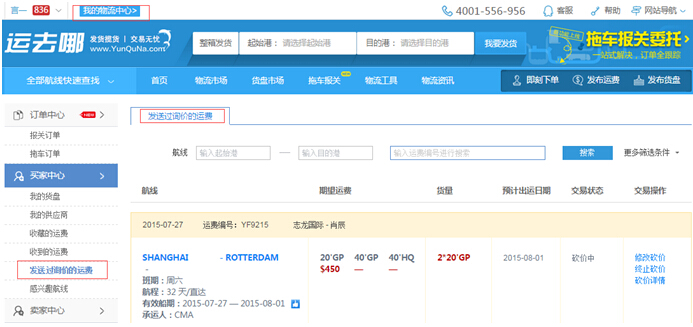 言一 836 我的物流中心> 4001-556-956 客服 帮助 网站导航
运去哪 发货揽货 | 交易无忧 www.YunQuNa.com 整箱发货 起始港: 请选择起始港 目的港: 请选择目的港 我要发货 拖车报关委托 一站式解决,订单全跟踪
全部航线快速查找 首页 物流市场 货盘市场 拖车报关 NEW 物流工具 物流资讯 即刻下单 发布运费 发布货盘
订单中心 NEW
报关订单
拖车订单
买家中心
我的货盘
我的供应商
收藏的运费
收到的运费
发送过询价的运费
感兴趣航线
卖家中心
发送过询价的运费
航线 输入起始港 — 输入目的港 输入运费编号进行搜索 搜索 更多筛选条件
航线 期望运费 货量 预计出运日期 交易状态 交易操作
2015-07-27 运费编号: YF9215 志龙国际 - 肖辰
SHANGHAI - ROTTERDAM 20'GP 40'GP 40'HQ 2*20'GP 2015-08-01 砍价中 修改砍价
- $450 — — 终止砍价
班期: 周六 砍价详情
航程: 32 天/直达
有效船期: 2015-07-27 — 2015-08-01
承运人: CMA